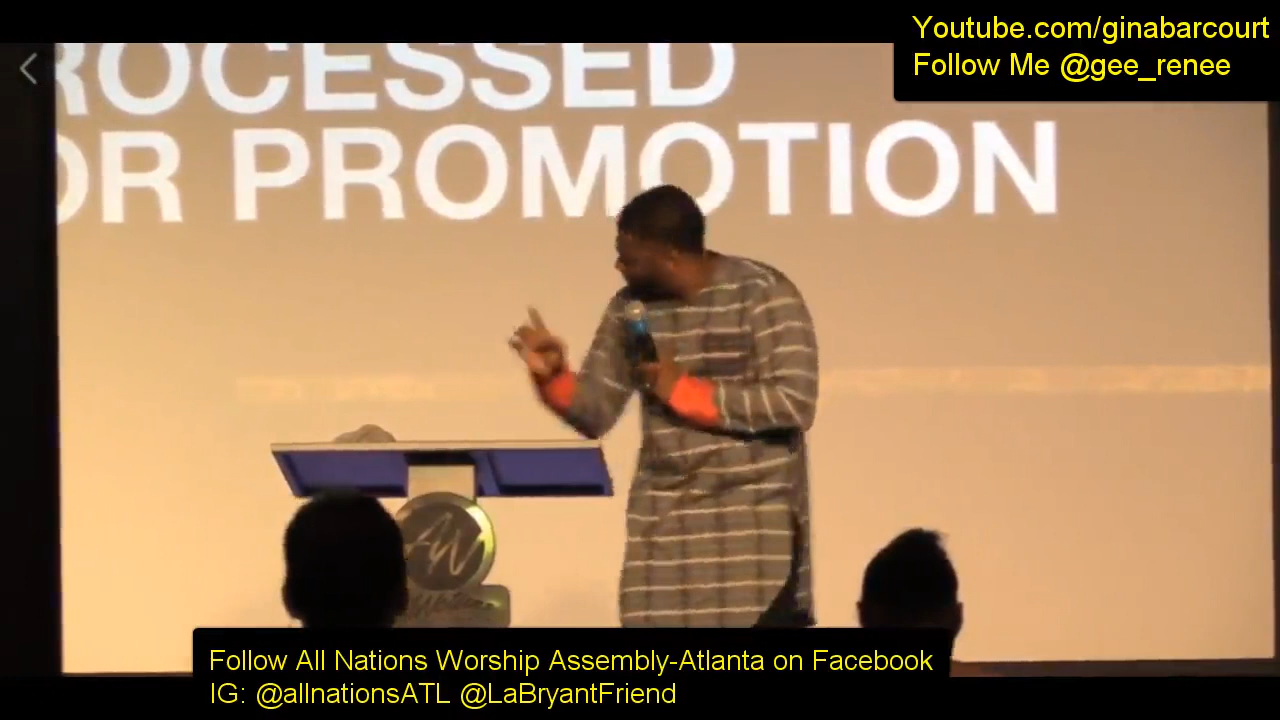 Youtube.com/ginabarcourt
Follow Me @gee_renee
ROCESSED
OR PROMOTION
AN
Follow All Nations Worship Assembly-Atlanta on Facebook
IG: @allnationsATL @LaBryantFriend